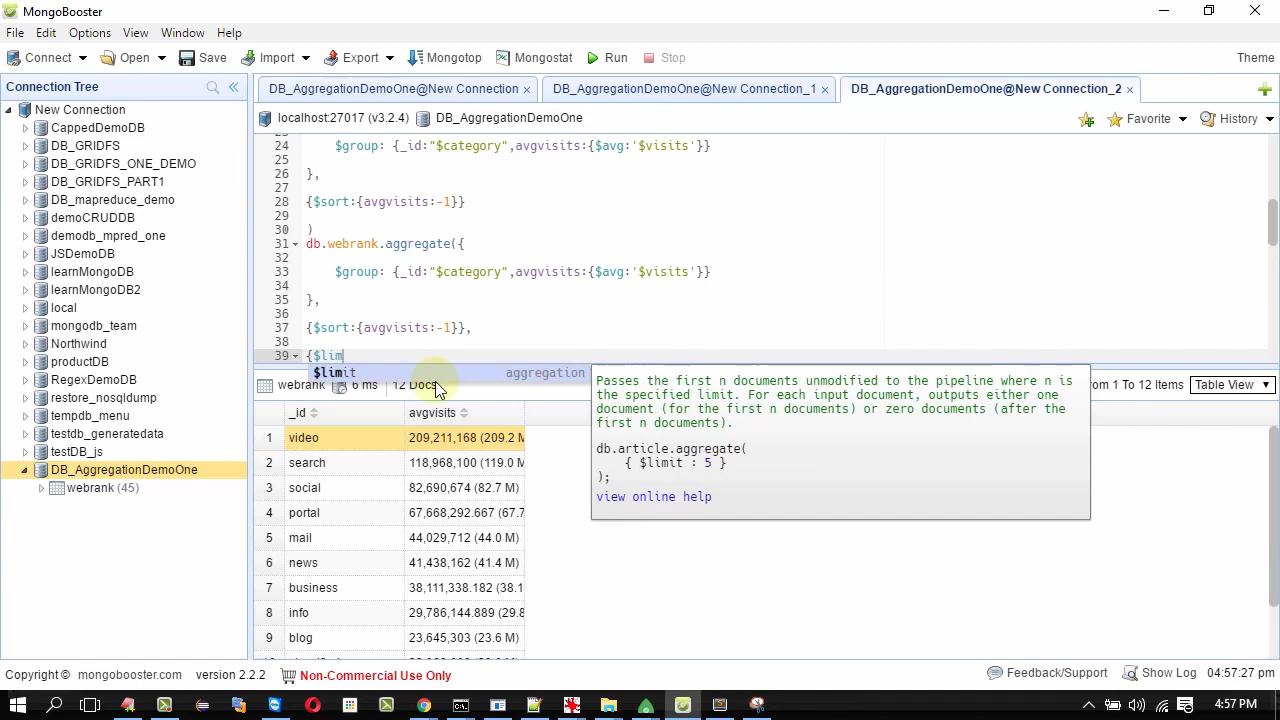 MongoBooster
File Edit Options View Window Help
Connect Open Save Import Export Mongotop Mongostat Run Stop Theme
Connection Tree
DB_AggregationDemoOne@New Connection × DB_AggregationDemoOne@New Connection_1 × DB_AggregationDemoOne@New Connection_2 ×
New Connection
CappedDemoDB
DB_GRIDFS
DB_GRIDFS_ONE_DEMO
DB_GRIDFS_PART1
DB_mapreduce_demo
demoCRUDDB
demodb_mpred_one
JSDemoDB
learnMongoDB
learnMongoDB2
local
mongodb_team
Northwind
productDB
RegexDemoDB
restore_nosqldump
tempdb_menu
testdb_generatedata
testDB_js
DB_AggregationDemoOne
webrank (45)
localhost:27017 (v3.2.4) DB_AggregationDemoOne Favorite History
24 $group: {_id:"$category",avgvisits:{$avg:'$visits'}}
25
26 },
27
28 {$sort:{avgvisits:-1}}
29
30 )
31 db.webrank.aggregate({
32
33 $group: {_id:"$category",avgvisits:{$avg:'$visits'}}
34
35 },
36
37 {$sort:{avgvisits:-1}},
38
39 {$lim
$limit aggregation
Passes the first n documents unmodified to the pipeline where n is
the specified limit. For each input document, outputs either one
document (for the first n documents) or zero documents (after the
first n documents).
db.article.aggregate(
{ $limit : 5 }
);
view online help
webrank 6 ms 12 Docs om 1 To 12 Items Table View
_id avgvisits
1 video 209,211,168 (209.2 M
2 search 118,968,100 (119.0 M
3 social 82,690,674 (82.7 M)
4 portal 67,668,292.667 (67.7
5 mail 44,029,712 (44.0 M)
6 news 41,438,162 (41.4 M)
7 business 38,111,338.182 (38.1
8 info 29,786,144.889 (29.8
9 blog 23,645,303 (23.6 M)
Copyright © mongobooster.com version 2.2.2 Non-Commercial Use Only Feedback/Support Show Log 04:57:27 pm
4:57 PM